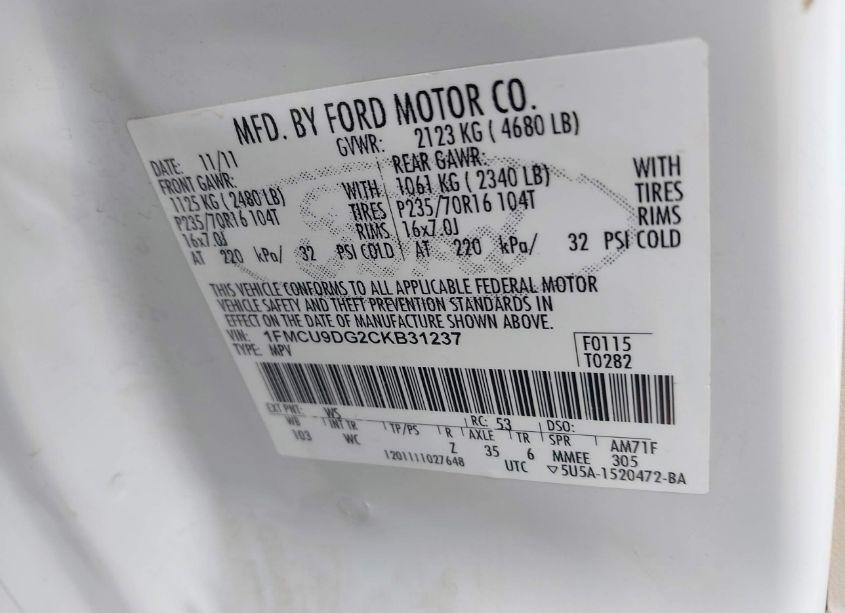 MFD. BY FORD MOTOR CO.
DATE: 11/11 GVWR: 2123 KG ( 4680 LB)
FRONT GAWR: REAR GAWR:
1125 KG ( 2480 LB) WITH 1061 KG ( 2340 LB) WITH
P235/70R16 104T TIRES P235/70R16 104T TIRES
16x7.0J RIMS 16x7.0J RIMS
AT 220 kPa/ 32 PSI COLD AT 220 kPa/ 32 PSI COLD
THIS VEHICLE CONFORMS TO ALL APPLICABLE FEDERAL MOTOR
VEHICLE SAFETY AND THEFT PREVENTION STANDARDS IN
EFFECT ON THE DATE OF MANUFACTURE SHOWN ABOVE.
VIN: 1FMCU9DG2CKB31237 F0115
TYPE: MPV T0282
EXT PNT: WS RC: 53 DSO:
WB INT TR TP/PS R AXLE TR SPR AM71F
103 WC Z 35 6 MMEE 305
1201111027648 UTC ▽5U5A-1520472-BA